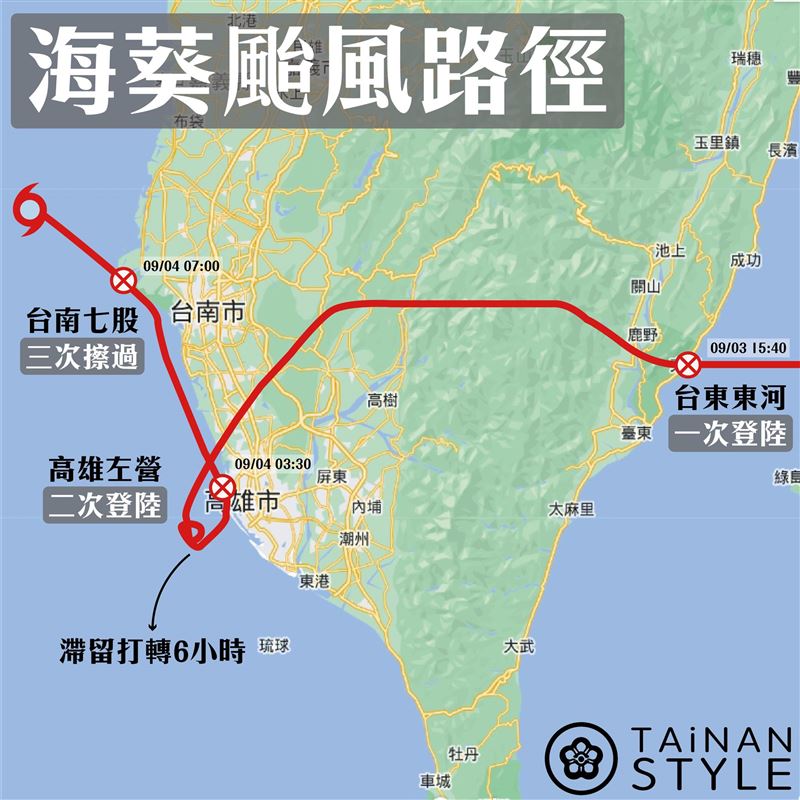 海葵颱風路徑
北港
布袋
瑞穗
玉里鎮
長濱
池上
成功
關山
鹿野
09/04 07:00
台南七股
三次擦過
台南市
09/03 15:40
台東東河
一次登陸
臺東
高樹
綠島
09/04 03:30
高雄左營
二次登陸
高雄市
屏東
內埔
太麻里
潮州
東港
滯留打轉6小時
琉球
大武
牡丹
車城
TAiNAN
STYLE